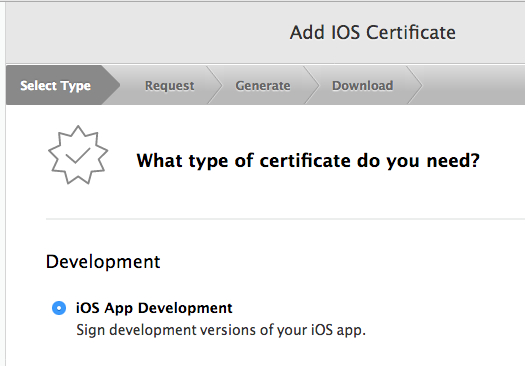 Add IOS Certificate
Select Type Request Generate Download
What type of certificate do you need?
Development
iOS App Development
Sign development versions of your iOS app.